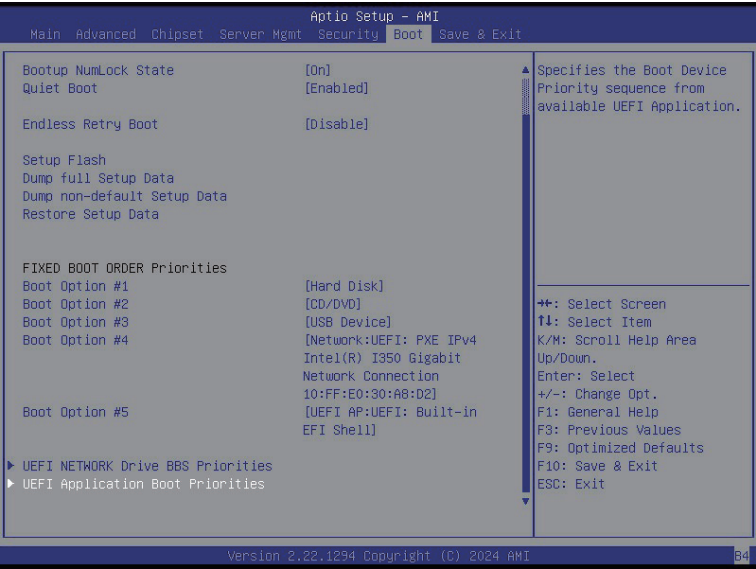 Aptio Setup – AMI
Main Advanced Chipset Server Mgmt Security Boot Save & Exit
Bootup NumLock State [On]
Quiet Boot [Enabled]
Endless Retry Boot [Disable]
Setup Flash
Dump full Setup Data
Dump non-default Setup Data
Restore Setup Data
FIXED BOOT ORDER Priorities
Boot Option #1 [Hard Disk]
Boot Option #2 [CD/DVD]
Boot Option #3 [USB Device]
Boot Option #4 [Network:UEFI: PXE IPv4
Intel(R) I350 Gigabit
Network Connection
10:FF:E0:30:A8:D2]
Boot Option #5 [UEFI AP:UEFI: Built-in
EFI Shell]
UEFI NETWORK Drive BBS Priorities
UEFI Application Boot Priorities
Specifies the Boot Device
Priority sequence from
available UEFI Application.
→←: Select Screen
↑↓: Select Item
K/M: Scroll Help Area
Up/Down.
Enter: Select
+/-: Change Opt.
F1: General Help
F3: Previous Values
F9: Optimized Defaults
F10: Save & Exit
ESC: Exit
Version 2.22.1294 Copyright (C) 2024 AMI
B4